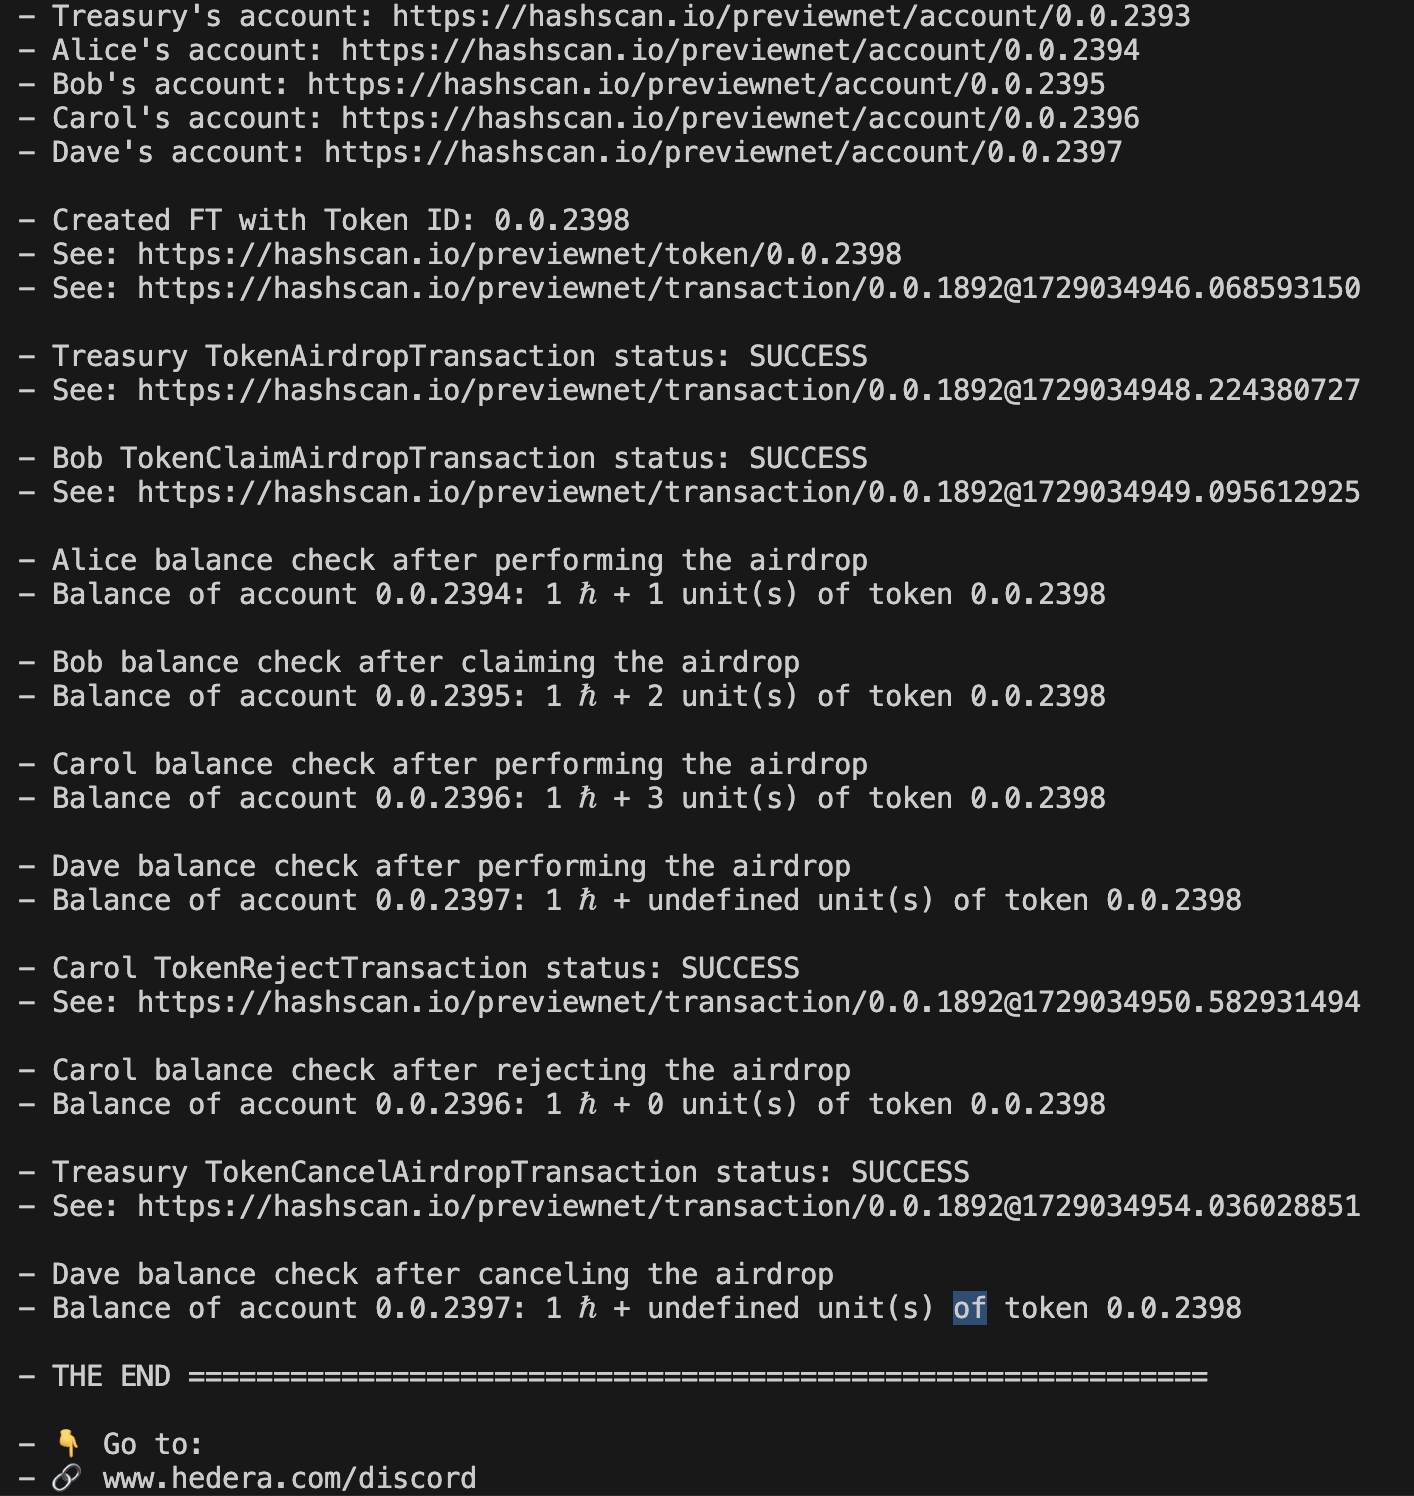 – Treasury's account: https://hashscan.io/previewnet/account/0.0.2393
– Alice's account: https://hashscan.io/previewnet/account/0.0.2394
– Bob's account: https://hashscan.io/previewnet/account/0.0.2395
– Carol's account: https://hashscan.io/previewnet/account/0.0.2396
– Dave's account: https://hashscan.io/previewnet/account/0.0.2397
– Created FT with Token ID: 0.0.2398
– See: https://hashscan.io/previewnet/token/0.0.2398
– See: https://hashscan.io/previewnet/transaction/0.0.1892@1729034946.068593150
– Treasury TokenAirdropTransaction status: SUCCESS
– See: https://hashscan.io/previewnet/transaction/0.0.1892@1729034948.224380727
– Bob TokenClaimAirdropTransaction status: SUCCESS
– See: https://hashscan.io/previewnet/transaction/0.0.1892@1729034949.095612925
– Alice balance check after performing the airdrop
– Balance of account 0.0.2394: 1 ℏ + 1 unit(s) of token 0.0.2398
– Bob balance check after claiming the airdrop
– Balance of account 0.0.2395: 1 ℏ + 2 unit(s) of token 0.0.2398
– Carol balance check after performing the airdrop
– Balance of account 0.0.2396: 1 ℏ + 3 unit(s) of token 0.0.2398
– Dave balance check after performing the airdrop
– Balance of account 0.0.2397: 1 ℏ + undefined unit(s) of token 0.0.2398
– Carol TokenRejectTransaction status: SUCCESS
– See: https://hashscan.io/previewnet/transaction/0.0.1892@1729034950.582931494
– Carol balance check after rejecting the airdrop
– Balance of account 0.0.2396: 1 ℏ + 0 unit(s) of token 0.0.2398
– Treasury TokenCancelAirdropTransaction status: SUCCESS
– See: https://hashscan.io/previewnet/transaction/0.0.1892@1729034954.036028851
– Dave balance check after canceling the airdrop
– Balance of account 0.0.2397: 1 ℏ + undefined unit(s) of token 0.0.2398
– THE END ============================================================
– 👇 Go to:
– 🔗 www.hedera.com/discord